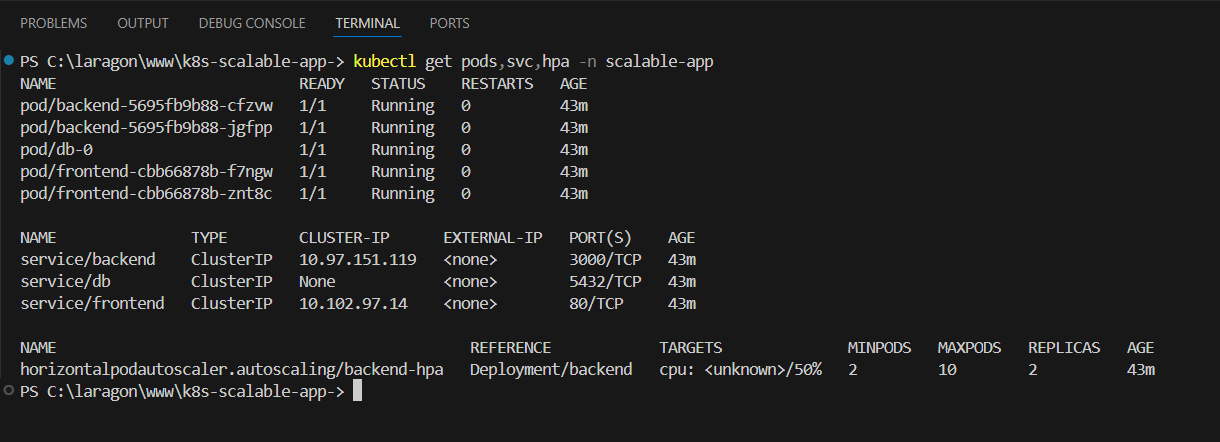 PROBLEMS OUTPUT DEBUG CONSOLE TERMINAL PORTS
PS C:\laragon\www\k8s-scalable-app-> kubectl get pods,svc,hpa -n scalable-app
NAME READY STATUS RESTARTS AGE
pod/backend-5695fb9b88-cfzvw 1/1 Running 0 43m
pod/backend-5695fb9b88-jgfpp 1/1 Running 0 43m
pod/db-0 1/1 Running 0 43m
pod/frontend-cbb66878b-f7ngw 1/1 Running 0 43m
pod/frontend-cbb66878b-znt8c 1/1 Running 0 43m
NAME TYPE CLUSTER-IP EXTERNAL-IP PORT(S) AGE
service/backend ClusterIP 10.97.151.119 <none> 3000/TCP 43m
service/db ClusterIP None <none> 5432/TCP 43m
service/frontend ClusterIP 10.102.97.14 <none> 80/TCP 43m
NAME REFERENCE TARGETS MINPODS MAXPODS REPLICAS AGE
horizontalpodautoscaler.autoscaling/backend-hpa Deployment/backend cpu: <unknown>/50% 2 10 2 43m
PS C:\laragon\www\k8s-scalable-app->